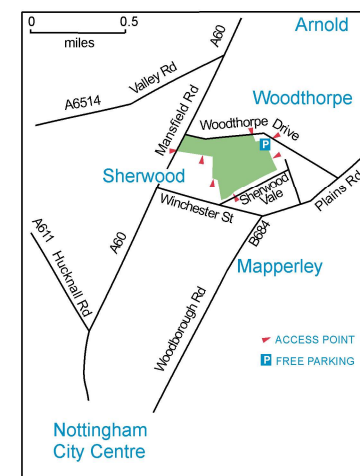 0 0.5
miles
A60
Arnold
Valley Rd
A6514
Mansfield Rd
Woodthorpe
Woodthorpe Drive
P
Sherwood
Sherwood
Vale
Plains Rd
Winchester St
A611
Hucknall Rd
A60
B684
Mapperley
Woodborough Rd
ACCESS POINT
P FREE PARKING
Nottingham
City Centre